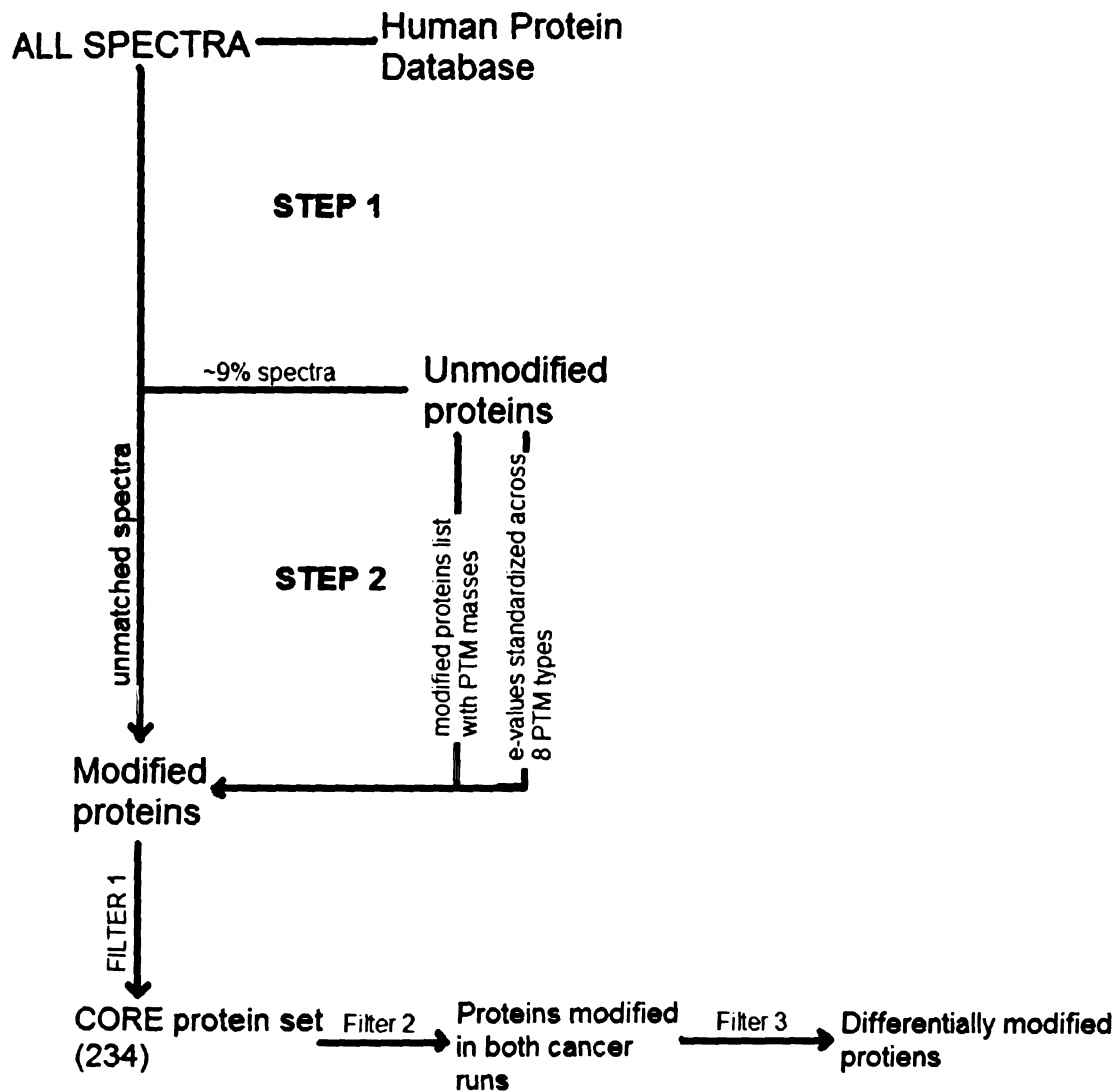 ALL SPECTRA
Human Protein
Database
STEP 1
~9% spectra
Unmodified
proteins
unmatched spectra
STEP 2
modified proteins list
with PTM masses
e-values standardized across
8 PTM types
Modified
proteins
FILTER 1
CORE protein set
(234)
Filter 2
Proteins modified
in both cancer
runs
Filter 3
Differentially modified
protiens